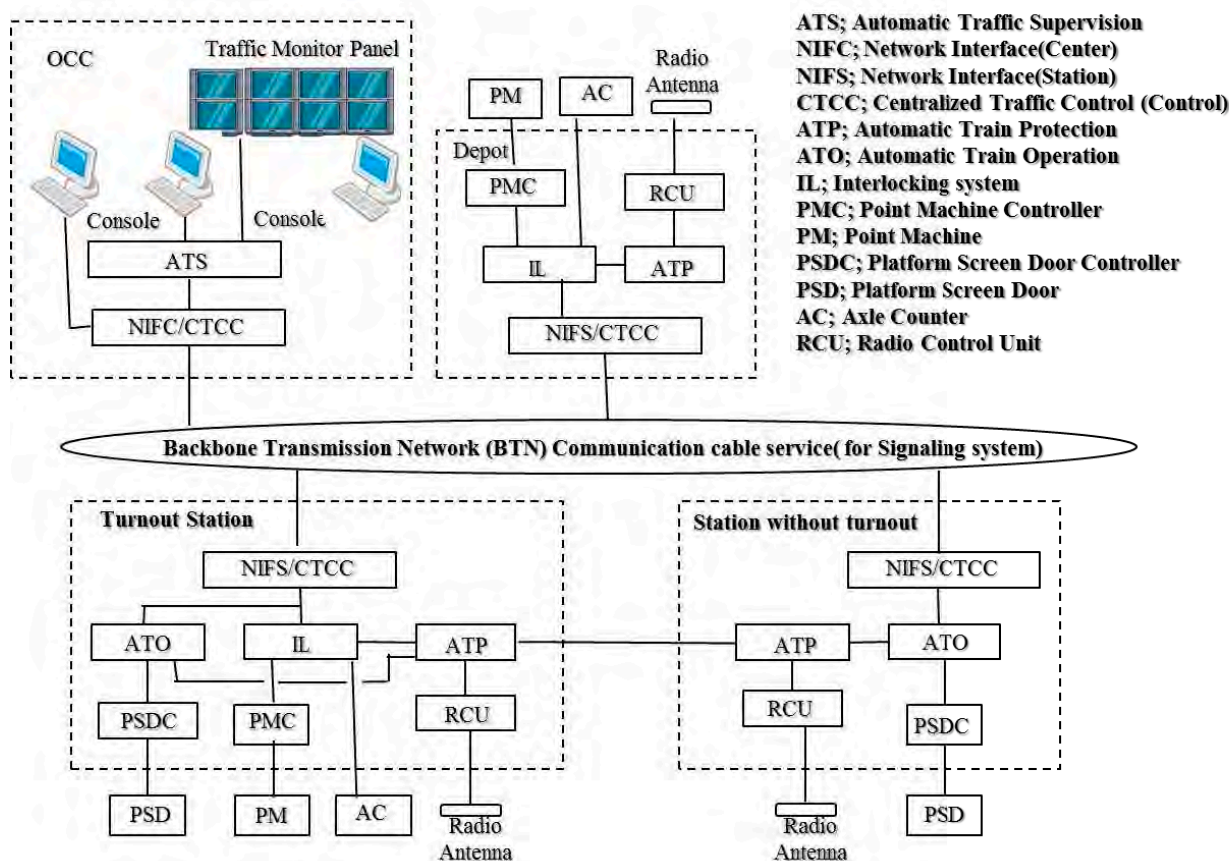 OCC
Traffic Monitor Panel
Console
Console
ATS
NIFC/CTCC
PM
AC
Radio
Antenna
Depot
PMC
RCU
IL
ATP
NIFS/CTCC
ATS; Automatic Traffic Supervision
NIFC; Network Interface(Center)
NIFS; Network Interface(Station)
CTCC; Centralized Traffic Control (Control)
ATP; Automatic Train Protection
ATO; Automatic Train Operation
IL; Interlocking system
PMC; Point Machine Controller
PM; Point Machine
PSDC; Platform Screen Door Controller
PSD; Platform Screen Door
AC; Axle Counter
RCU; Radio Control Unit
Backbone Transmission Network (BTN) Communication cable service( for Signaling system)
Turnout Station
NIFS/CTCC
ATO
IL
ATP
PSDC
PMC
RCU
PSD
PM
AC
Radio
Antenna
Station without turnout
NIFS/CTCC
ATP
ATO
RCU
PSDC
Radio
Antenna
PSD